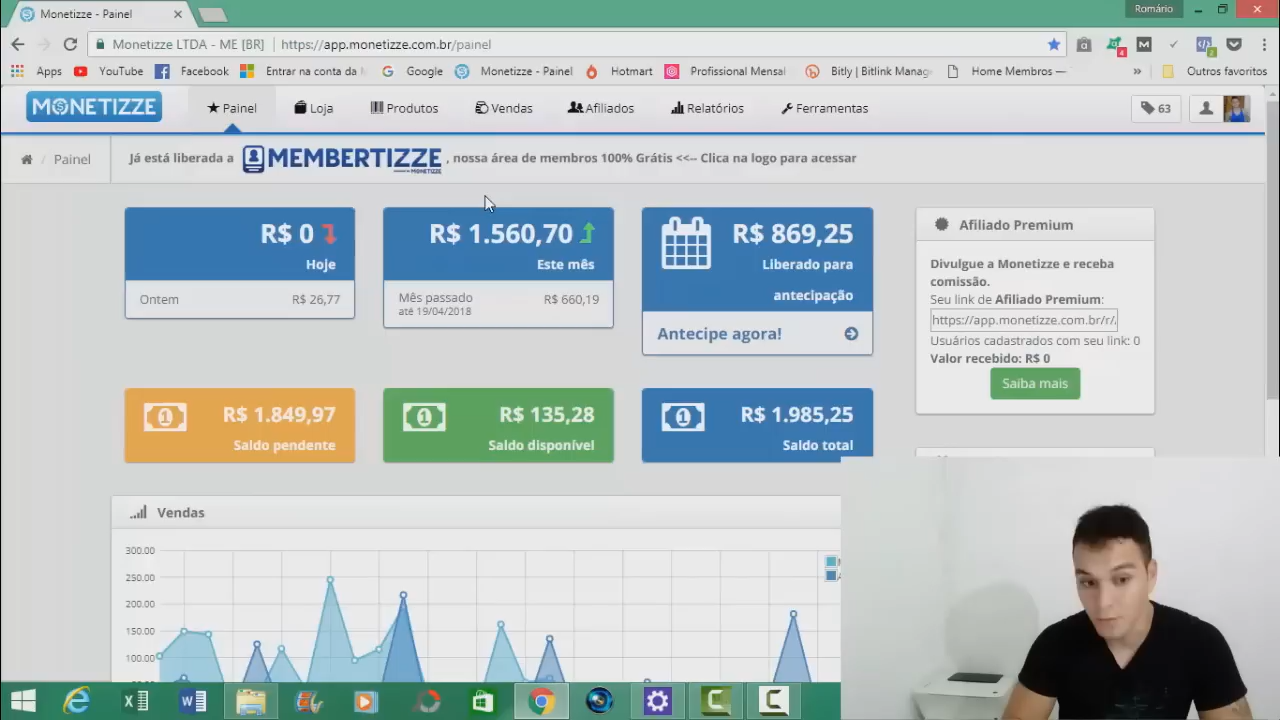 Monetizze - Painel
Romário
Monetizze LTDA - ME [BR]
https://app.monetizze.com.br/painel
Apps
YouTube
Facebook
Entrar na conta da
Google
Monetizze - Painel
Hotmart
Profissional Mensal
Bitly | Bitlink Manag
Home Membros —
»
Outros favoritos
MONETIZZE
Painel
Loja
Produtos
Vendas
Afiliados
Relatórios
Ferramentas
63
/ Painel
Já está liberada a MEMBERTIZZE , nossa área de membros 100% Grátis <<-- Clica na logo para acessar
R$ 0
Hoje
Ontem R$ 26,77
R$ 1.560,70
Este mês
Mês passado R$ 660,19
até 19/04/2018
R$ 869,25
Liberado para
antecipação
Antecipe agora!
Afiliado Premium
Divulgue a Monetizze e receba
comissão.
Seu link de Afiliado Premium:
https://app.monetizze.com.br/r/
Usuários cadastrados com seu link: 0
Valor recebido: R$ 0
Saiba mais
R$ 1.849,97
Saldo pendente
R$ 135,28
Saldo disponível
R$ 1.985,25
Saldo total
Vendas
300.00
250.00
200.00
150.00
100.00